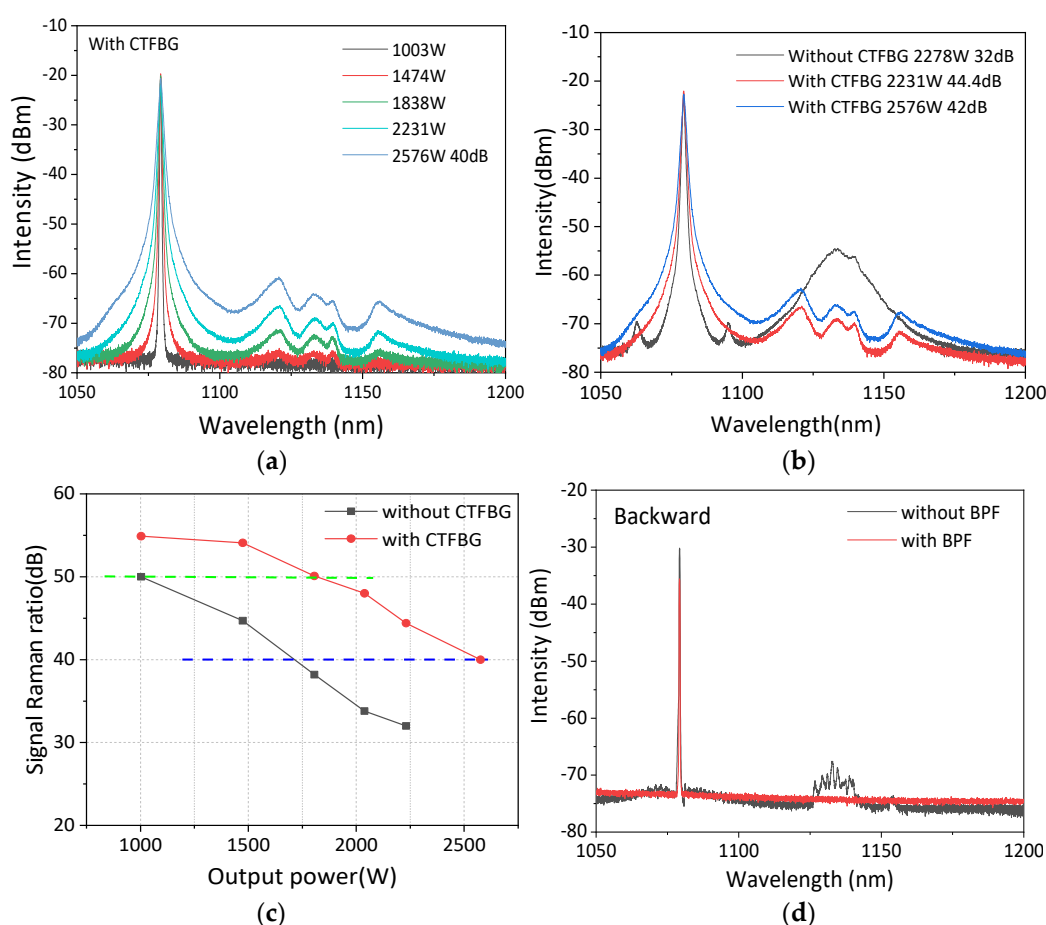 With CTFBG
1003W
1474W
1838W
2231W
2576W 40dB
-10
-20
-30
-40
-50
-60
-70
-80
1050
1100
1150
1200
Intensity (dBm)
Wavelength (nm)
(a)
Without CTFBG 2278W 32dB
With CTFBG 2231W 44.4dB
With CTFBG 2576W 42dB
-10
-20
-30
-40
-50
-60
-70
-80
1050
1100
1150
1200
Intensity(dBm)
Wavelength(nm)
(b)
without CTFBG
with CTFBG
60
50
40
30
20
1000
1500
2000
2500
Signal Raman ratio(dB)
Output power(W)
(c)
Backward
without BPF
with BPF
-20
-30
-40
-50
-60
-70
-80
1050
1100
1150
1200
Intensity (dBm)
Wavelength (nm)
(d)